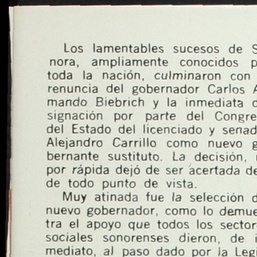 Los lamentables sucesos de S
nora, ampliamente conocidos p
toda la nación, culminaron con
renuncia del gobernador Carlos A
mando Biebrich y la inmediata d
signación por parte del Congre
del Estado del licenciado y senad
Alejandro Carrillo como nuevo g
bernante sustituto. La decisión,
por rápida dejó de ser acertada de
de todo punto de vista.
Muy atinada fue la selección d
nuevo gobernador, como lo demue
tra el apoyo que todos los sector
sociales sonorenses dieron, de i
mediato, al paso dado por la Legi